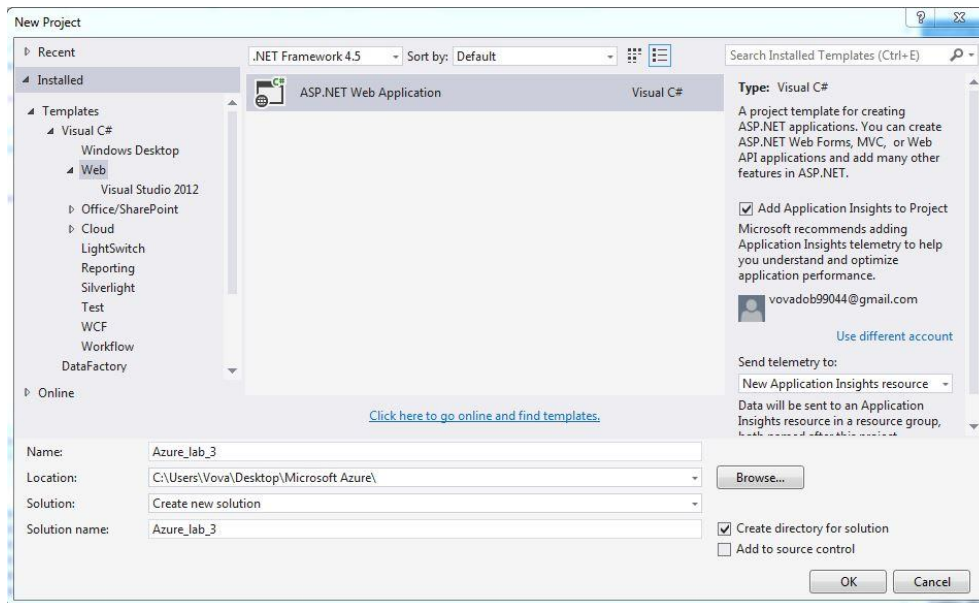 New Project
Recent
.NET Framework 4.5
Sort by: Default
Search Installed Templates (Ctrl+E)
Installed
Templates
Visual C#
Windows Desktop
Web
Visual Studio 2012
Office/SharePoint
Cloud
LightSwitch
Reporting
Silverlight
Test
WCF
Workflow
DataFactory
Online
C#
ASP.NET Web Application
Visual C#
Click here to go online and find templates.
Type: Visual C#
A project template for creating
ASP.NET applications. You can create
ASP.NET Web Forms, MVC, or Web
API applications and add many other
features in ASP.NET.
Add Application Insights to Project
Microsoft recommends adding
Application Insights telemetry to help
you understand and optimize
application performance.
vovadob99044@gmail.com
Use different account
Send telemetry to:
New Application Insights resource
Data will be sent to an Application
Insights resource in a resource group,
both named after this project
Name: Azure_lab_3
Location: C:\Users\Vova\Desktop\Microsoft Azure\
Browse...
Solution: Create new solution
Solution name: Azure_lab_3
Create directory for solution
Add to source control
OK
Cancel